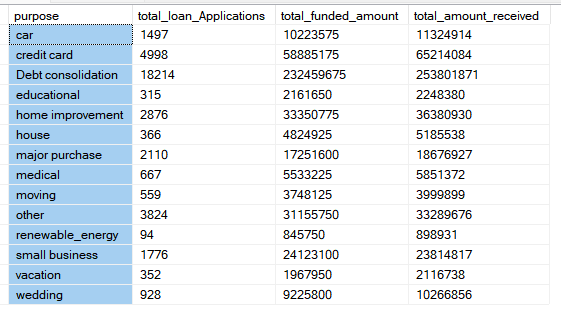 purpose total_loan_Applications total_funded_amount total_amount_received
car 1497 10223575 11324914
credit card 4998 58885175 65214084
Debt consolidation 18214 232459675 253801871
educational 315 2161650 2248380
home improvement 2876 33350775 36380930
house 366 4824925 5185538
major purchase 2110 17251600 18676927
medical 667 5533225 5851372
moving 559 3748125 3999899
other 3824 31155750 33289676
renewable_energy 94 845750 898931
small business 1776 24123100 23814817
vacation 352 1967950 2116738
wedding 928 9225800 10266856